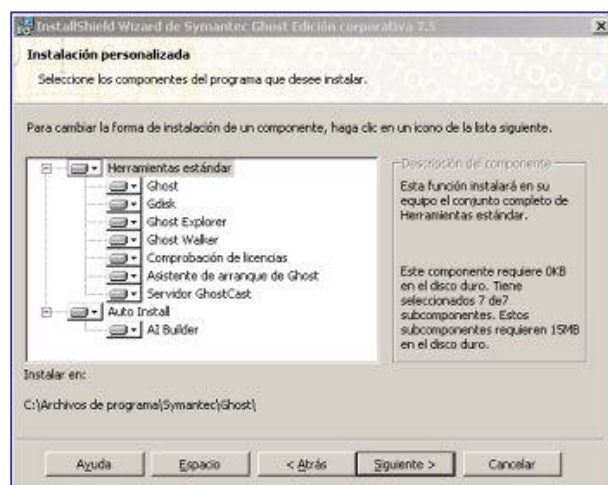 InstallShield Wizard de Symantec Ghost Edición corporativa 7.5
Instalación personalizada
Seleccione los componentes del programa que desee instalar.
Para cambiar la forma de instalación de un componente, haga clic en un icono de la lista siguiente.
Herramientas estándar
Ghost
Gdisk
Ghost Explorer
Ghost Walker
Comprobación de licencias
Asistente de arranque de Ghost
Servidor GhostCast
Auto Install
AI Builder
Descripción del componente
Esta función instalará en su
equipo el conjunto completo de
Herramientas estándar.
Este componente requiere 0KB
en el disco duro. Tiene
seleccionados 7 de7
subcomponentes. Estos
subcomponentes requieren 15MB
en el disco duro.
Instalar en:
C:\Archivos de programa\Symantec\Ghost\
Ayuda
Espacio
< Atrás
Siguiente >
Cancelar